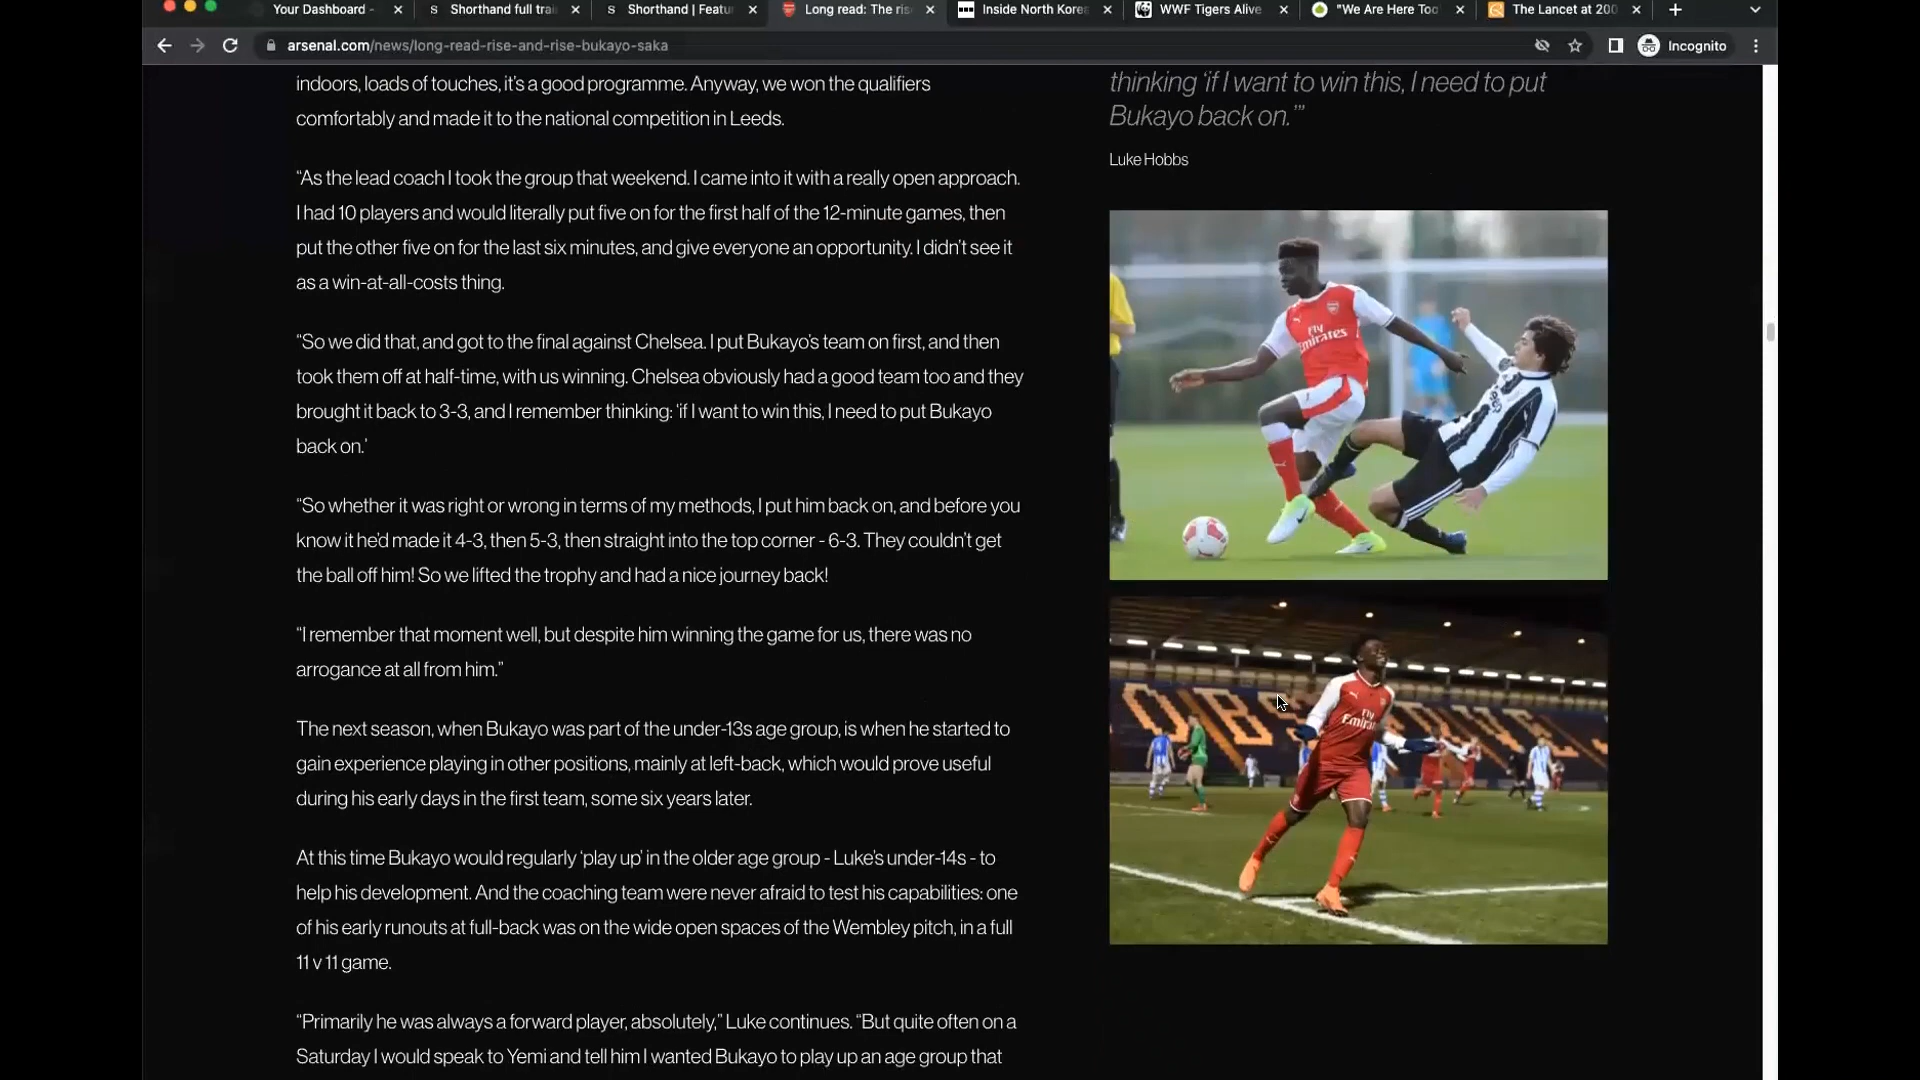 Your Dashboard -
Shorthand full trai
Shorthand | Featu
Long read: The ris
Inside North Korea
WWF Tigers Alive
"We Are Here Too
The Lancet at 200
arsenal.com/news/long-read-rise-and-rise-bukayo-saka
Incognito
indoors, loads of touches, it’s a good programme. Anyway, we won the qualifiers
comfortably and made it to the national competition in Leeds.
“As the lead coach I took the group that weekend. I came into it with a really open approach.
I had 10 players and would literally put five on for the first half of the 12-minute games, then
put the other five on for the last six minutes, and give everyone an opportunity. I didn’t see it
as a win-at-all-costs thing.
“So we did that, and got to the final against Chelsea. I put Bukayo’s team on first, and then
took them off at half-time, with us winning. Chelsea obviously had a good team too and they
brought it back to 3-3, and I remember thinking: ‘if I want to win this, I need to put Bukayo
back on.’
“So whether it was right or wrong in terms of my methods, I put him back on, and before you
know it he’d made it 4-3, then 5-3, then straight into the top corner - 6-3. They couldn’t get
the ball off him! So we lifted the trophy and had a nice journey back!
“I remember that moment well, but despite him winning the game for us, there was no
arrogance at all from him.”
The next season, when Bukayo was part of the under-13s age group, is when he started to
gain experience playing in other positions, mainly at left-back, which would prove useful
during his early days in the first team, some six years later.
At this time Bukayo would regularly ‘play up’ in the older age group - Luke’s under-14s - to
help his development. And the coaching team were never afraid to test his capabilities: one
of his early runouts at full-back was on the wide open spaces of the Wembley pitch, in a full
11 v 11 game.
“Primarily he was always a forward player, absolutely,” Luke continues. “But quite often on a
Saturday I would speak to Yemi and tell him I wanted Bukayo to play up an age group that
thinking ‘if I want to win this, I need to put
Bukayo back on.’”
Luke Hobbs
Fly
Emirates
Fly